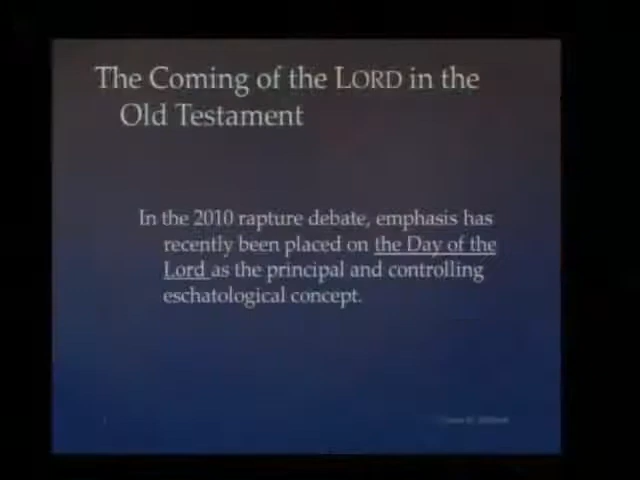 The Coming of the LORD in the
Old Testament
In the 2010 rapture debate, emphasis has
recently been placed on the Day of the
Lord as the principal and controlling
eschatological concept.